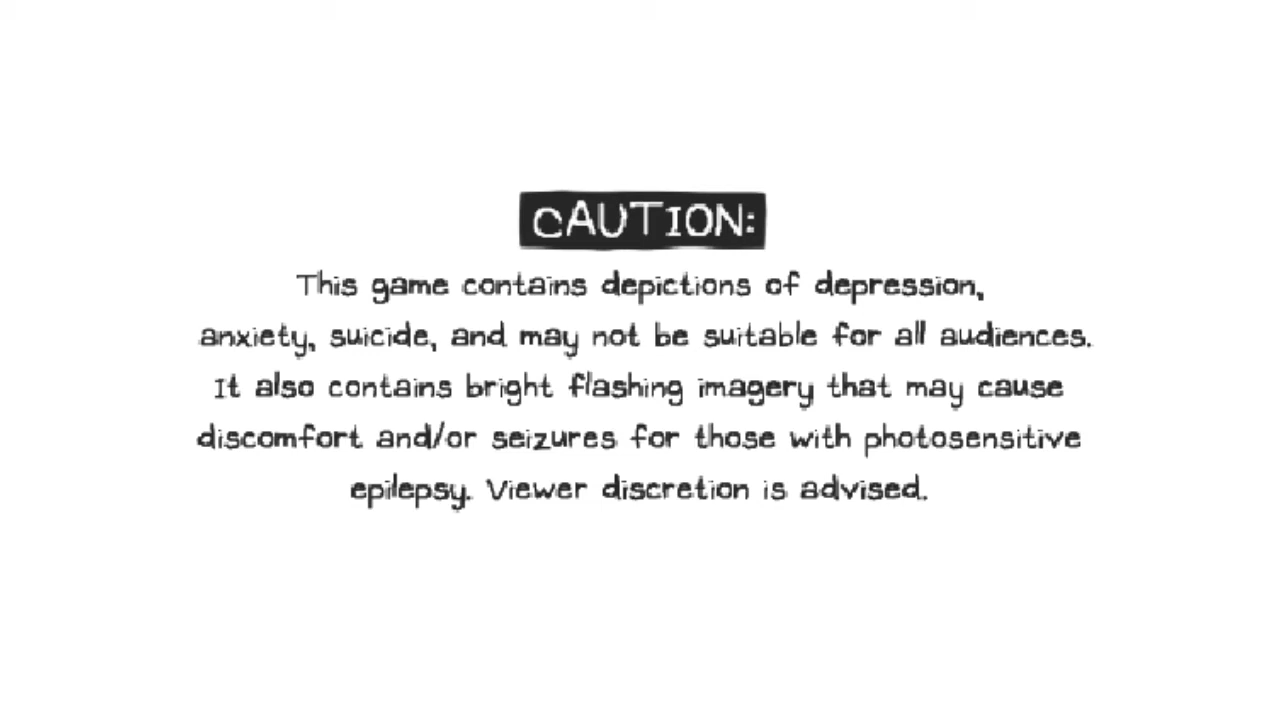 CAUTION:
This game contains depictions of depression,
anxiety, suicide, and may not be suitable for all audiences.
It also contains bright flashing imagery that may cause
discomfort and/or seizures for those with photosensitive
epilepsy. Viewer discretion is advised.